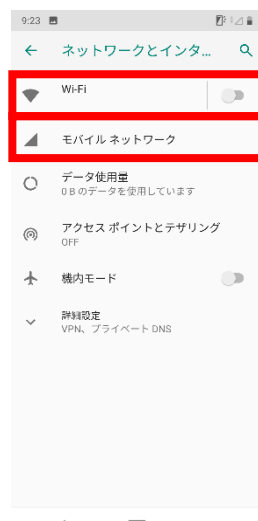 9:23
ネットワークとインタ...
Wi-Fi
モバイル ネットワーク
データ使用量
0 B のデータを使用しています
アクセス ポイントとテザリング
OFF
機内モード
詳細設定
VPN、プライベート DNS